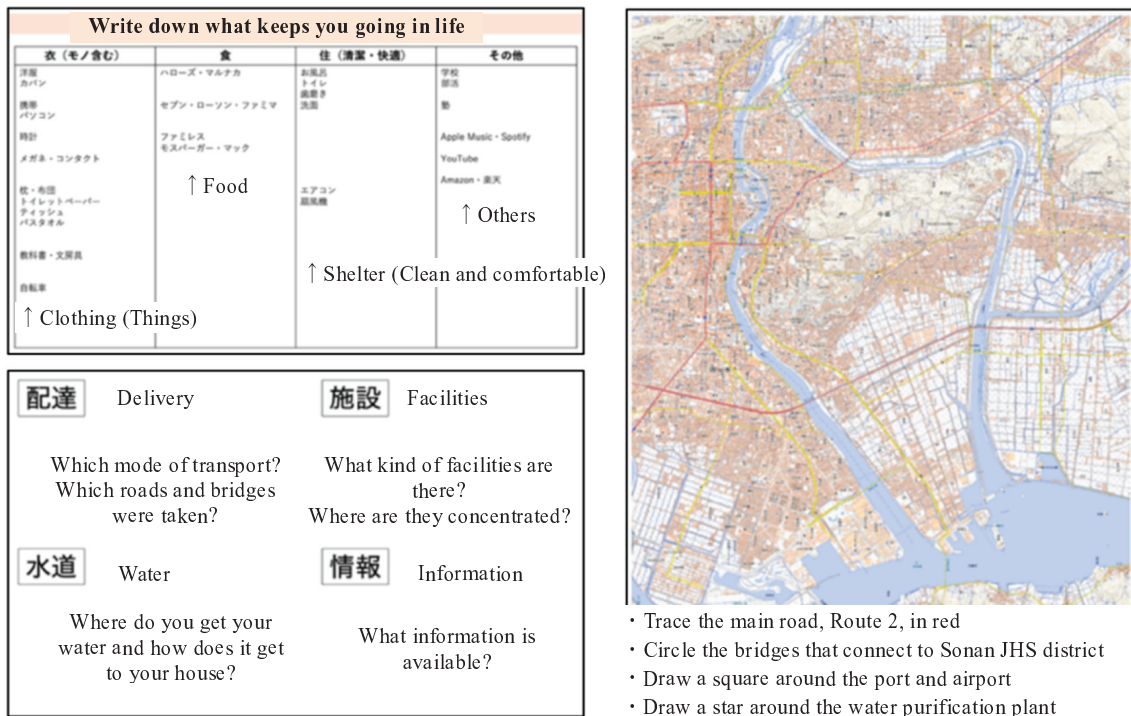 Write down what keeps you going in life
衣（モノ含む）
食
住（清潔・快適）
その他
洋服
カバン
携帯
パソコン
時計
メガネ・コンタクト
枕・布団
トイレットペーパー
ティッシュ
バスタオル
教科書・文房具
自転車
↑ Clothing (Things)
ハローズ・マルナカ
セブン・ローソン・ファミマ
ファミレス
モスバーガー・マック
↑ Food
お風呂
トイレ
歯磨き
洗面
エアコン
扇風機
↑ Shelter (Clean and comfortable)
学校
部活
塾
Apple Music・Spotify
YouTube
Amazon・楽天
↑ Others
配達 Delivery
Which mode of transport?
Which roads and bridges
were taken?
施設 Facilities
What kind of facilities are
there?
Where are they concentrated?
水道 Water
Where do you get your
water and how does it get
to your house?
情報 Information
What information is
available?
・Trace the main road, Route 2, in red
・Circle the bridges that connect to Sonan JHS district
・Draw a square around the port and airport
・Draw a star around the water purification plant